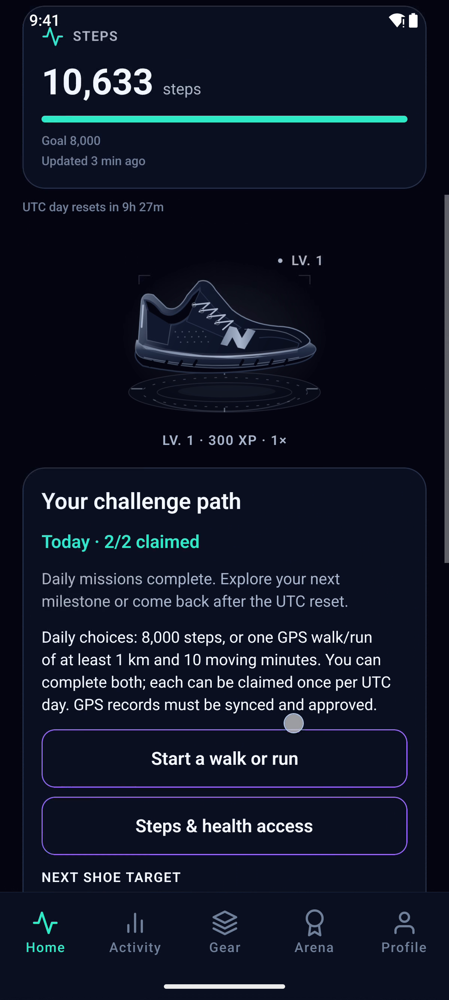 9:41
STEPS
10,633 steps
Goal 8,000
Updated 3 min ago
UTC day resets in 9h 27m
• LV. 1
N
LV. 1 · 300 XP · 1×
Your challenge path
Today · 2/2 claimed
Daily missions complete. Explore your next
milestone or come back after the UTC reset.
Daily choices: 8,000 steps, or one GPS walk/run
of at least 1 km and 10 moving minutes. You can
complete both; each can be claimed once per UTC
day. GPS records must be synced and approved.
Start a walk or run
Steps & health access
NEXT SHOE TARGET
Home
Activity
Gear
Arena
Profile